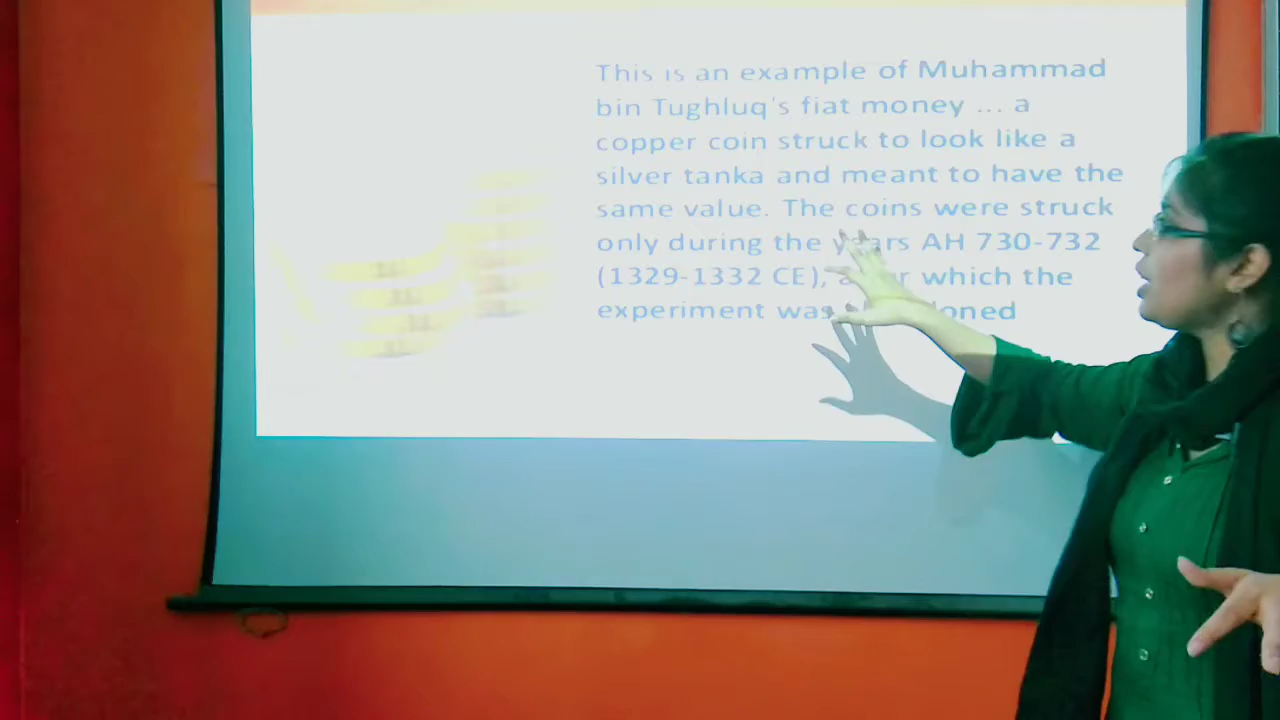 This is an example of Muhammad
bin Tughluq's fiat money ... a
copper coin struck to look like a
silver tanka and meant to have the
same value. The coins were struck
only during the years AH 730-732
(1329-1332 CE), which the
experiment was